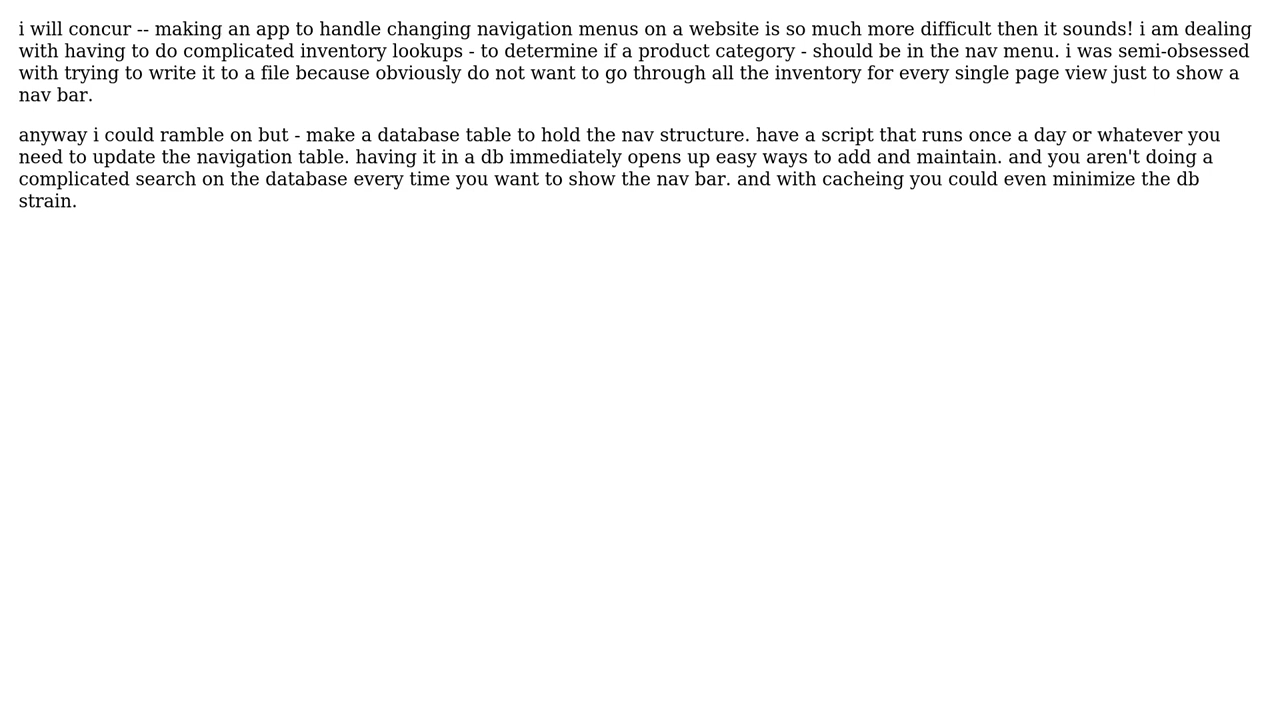 i will concur -- making an app to handle changing navigation menus on a website is so much more difficult then it sounds! i am dealing
with having to do complicated inventory lookups - to determine if a product category - should be in the nav menu. i was semi-obsessed
with trying to write it to a file because obviously do not want to go through all the inventory for every single page view just to show a
nav bar.
anyway i could ramble on but - make a database table to hold the nav structure. have a script that runs once a day or whatever you
need to update the navigation table. having it in a db immediately opens up easy ways to add and maintain. and you aren't doing a
complicated search on the database every time you want to show the nav bar. and with cacheing you could even minimize the db
strain.